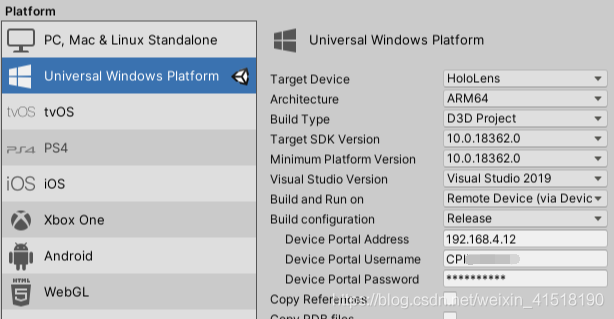 Platform
PC, Mac & Linux Standalone
Universal Windows Platform
tvOS tvOS
PS4
iOS iOS
Xbox One
Android
HTML 5 WebGL
Universal Windows Platform
Target Device HoloLens
Architecture ARM64
Build Type D3D Project
Target SDK Version 10.0.18362.0
Minimum Platform Version 10.0.18362.0
Visual Studio Version Visual Studio 2019
Build and Run on Remote Device (via Devic
Build configuration Release
Device Portal Address 192.168.4.12
Device Portal Username
Device Portal Password **********
Copy References
Copy PDB files
https://blog.csdn.net/weixin_41518190